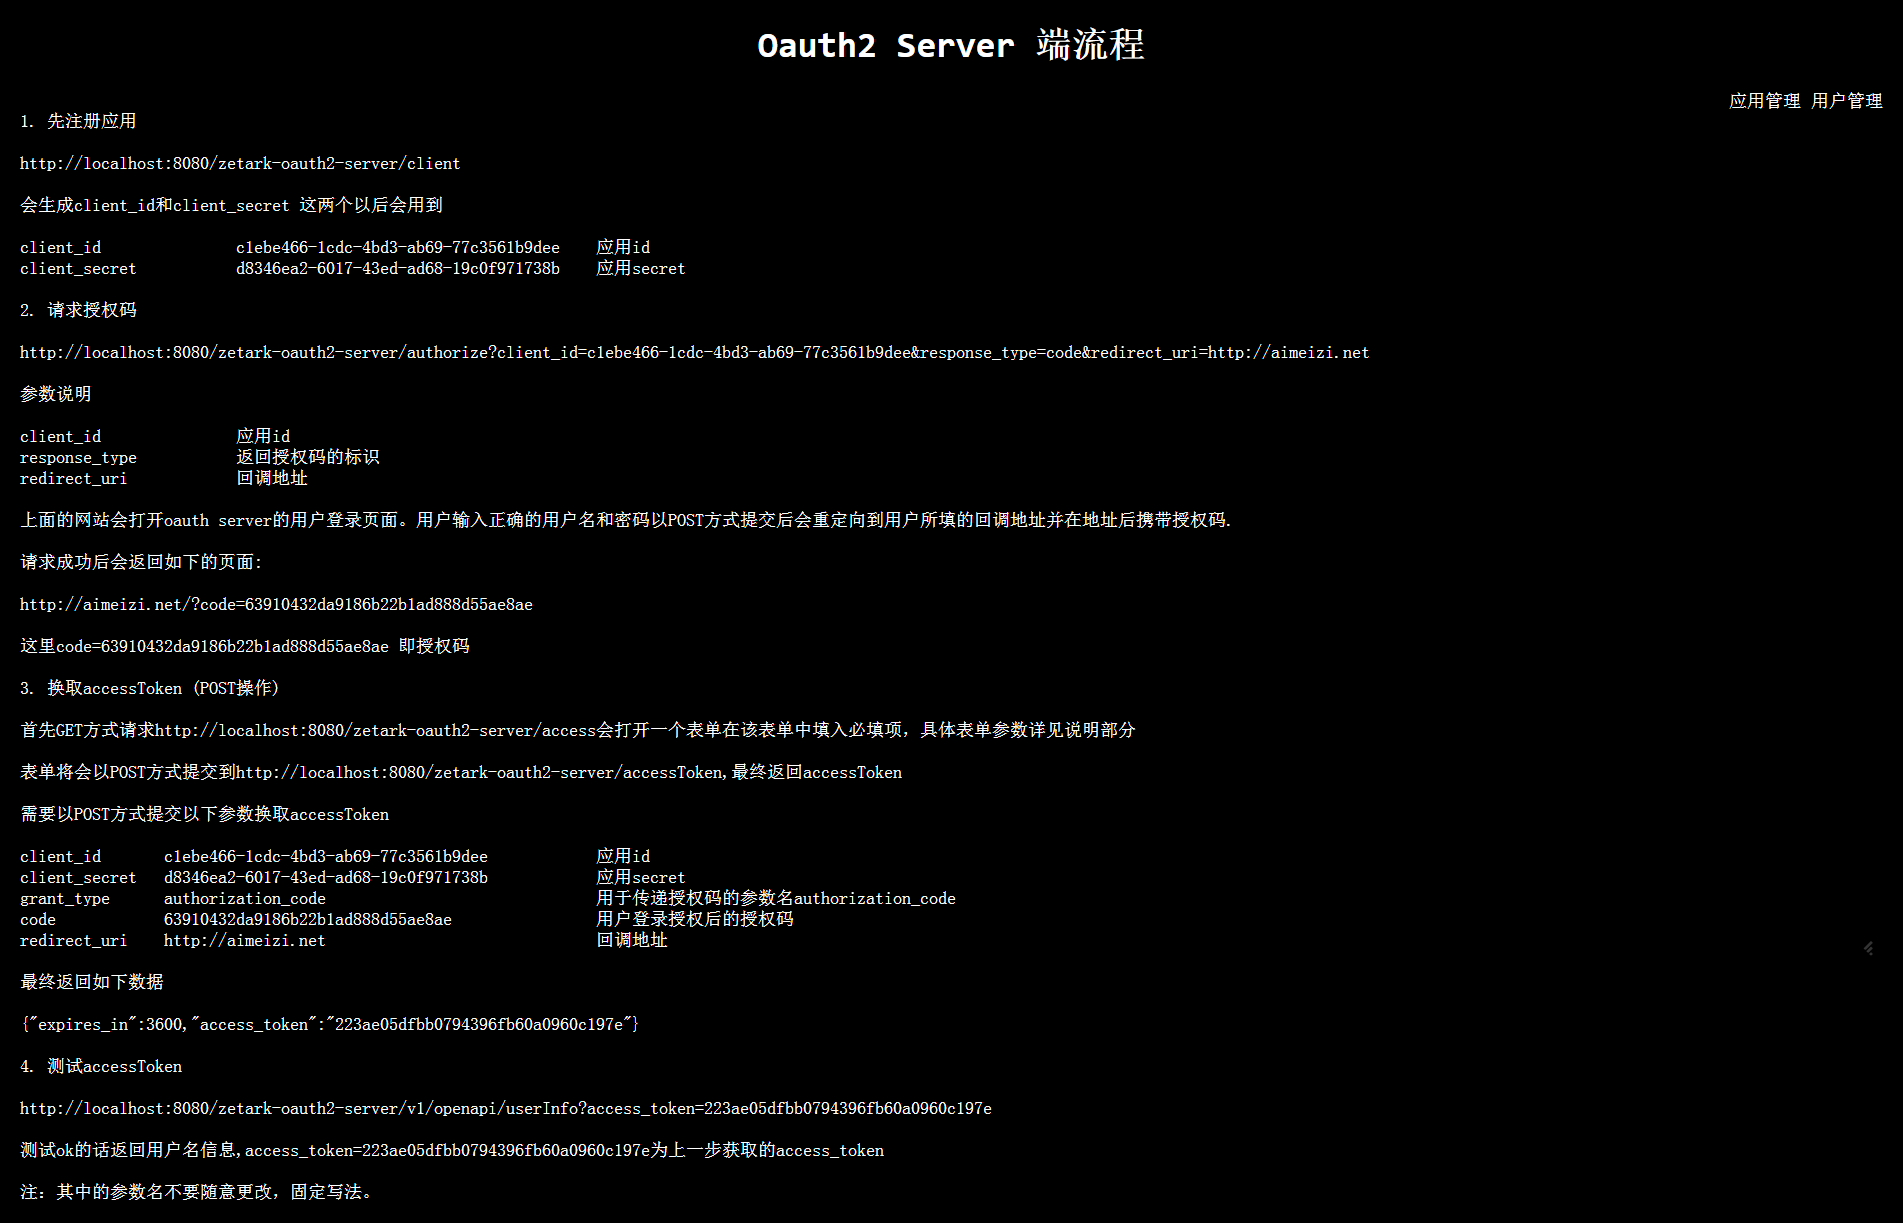 Oauth2 Server 端流程
应用管理 用户管理
1. 先注册应用
http://localhost:8080/zetark-oauth2-server/client
会生成client_id和client_secret 这两个以后会用到
client_id c1ebe466-1cdc-4bd3-ab69-77c3561b9dee 应用id
client_secret d8346ea2-6017-43ed-ad68-19c0f971738b 应用secret
2. 请求授权码
http://localhost:8080/zetark-oauth2-server/authorize?client_id=c1ebe466-1cdc-4bd3-ab69-77c3561b9dee&response_type=code&redirect_uri=http://aimeizi.net
参数说明
client_id 应用id
response_type 返回授权码的标识
redirect_uri 回调地址
上面的网站会打开oauth server的用户登录页面。用户输入正确的用户名和密码以POST方式提交后会重定向到用户所填的回调地址并在地址后携带授权码.
请求成功后会返回如下的页面:
http://aimeizi.net/?code=63910432da9186b22b1ad888d55ae8ae
这里code=63910432da9186b22b1ad888d55ae8ae 即授权码
3. 换取accessToken (POST操作)
首先GET方式请求http://localhost:8080/zetark-oauth2-server/access会打开一个表单在该表单中填入必填项，具体表单参数详见说明部分
表单将会以POST方式提交到http://localhost:8080/zetark-oauth2-server/accessToken,最终返回accessToken
需要以POST方式提交以下参数换取accessToken
client_id c1ebe466-1cdc-4bd3-ab69-77c3561b9dee 应用id
client_secret d8346ea2-6017-43ed-ad68-19c0f971738b 应用secret
grant_type authorization_code 用于传递授权码的参数名authorization_code
code 63910432da9186b22b1ad888d55ae8ae 用户登录授权后的授权码
redirect_uri http://aimeizi.net 回调地址
最终返回如下数据
{"expires_in":3600,"access_token":"223ae05dfbb0794396fb60a0960c197e"}
4. 测试accessToken
http://localhost:8080/zetark-oauth2-server/v1/openapi/userInfo?access_token=223ae05dfbb0794396fb60a0960c197e
测试ok的话返回用户名信息,access_token=223ae05dfbb0794396fb60a0960c197e为上一步获取的access_token
注：其中的参数名不要随意更改，固定写法。